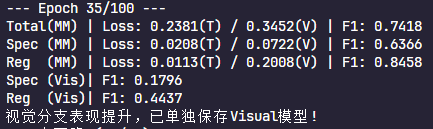 --- Epoch 35/100 ---
Total(MM) | Loss: 0.2381(T) / 0.3452(V) | F1: 0.7418
Spec (MM) | Loss: 0.0208(T) / 0.0722(V) | F1: 0.6366
Reg  (MM) | Loss: 0.0113(T) / 0.2008(V) | F1: 0.8458
Spec (Vis)| F1: 0.1796
Reg  (Vis)| F1: 0.4437
视觉分支表现提升，已单独保存Visual模型！